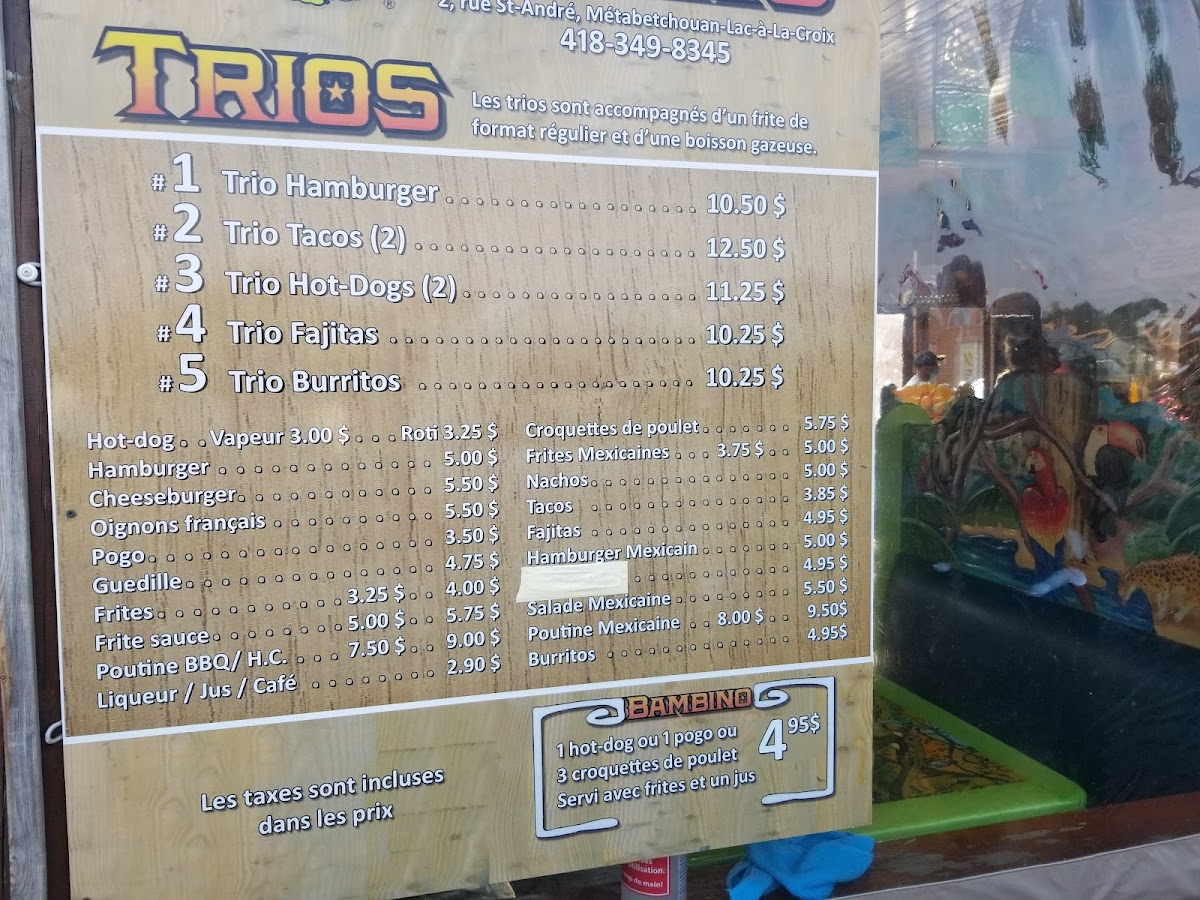 2, rue St-André, Métabetchouan-Lac-à-La-Croix
418-349-8345
TRIOS
Les trios sont accompagnés d'un frite de
format régulier et d'une boisson gazeuse.
#1 Trio Hamburger 10.50 $
#2 Trio Tacos (2) 12.50 $
#3 Trio Hot-Dogs (2) 11.25 $
#4 Trio Fajitas 10.25 $
#5 Trio Burritos 10.25 $
Hot-dog Vapeur 3.00 $ Roti 3.25 $
Hamburger 5.00 $
Cheeseburger 5.50 $
Oignons français 5.50 $
Pogo 3.50 $
Guedille 4.75 $
Frites 3.25 $ 4.00 $
Frite sauce 5.00 $ 5.75 $
Poutine BBQ/ H.C. 7.50 $ 9.00 $
Liqueur / Jus / Café 2.90 $
Croquettes de poulet 5.75 $
Frites Mexicaines 3.75 $ 5.00 $
Nachos 5.00 $
Tacos 3.85 $
Fajitas 4.95 $
Hamburger Mexicain 5.00 $
4.95 $
Salade Mexicaine 5.50 $
Poutine Mexicaine 8.00 $ 9.50$
Burritos 4.95$
Les taxes sont incluses
dans les prix
BAMBINO
1 hot-dog ou 1 pogo ou
3 croquettes de poulet
Servi avec frites et un jus
4 95$